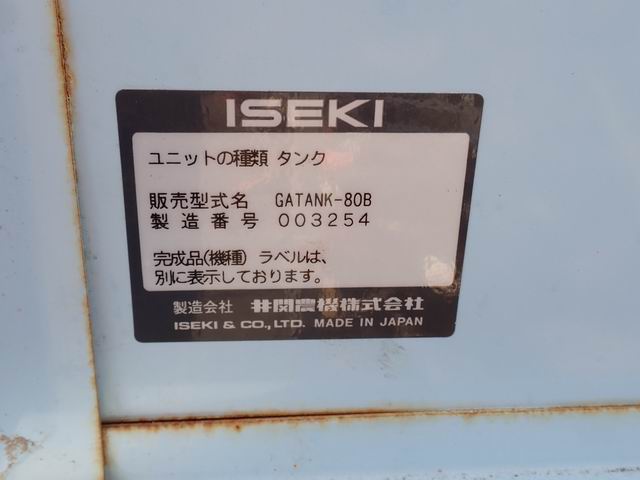 ISEKI
ユニットの種類 タンク
販売型式名 GATANK-80B
製造番号 003254
完成品(機種) ラベルは、
別に表示しております。
製造会社 井関農機株式会社
ISEKI & CO., LTD. MADE IN JAPAN